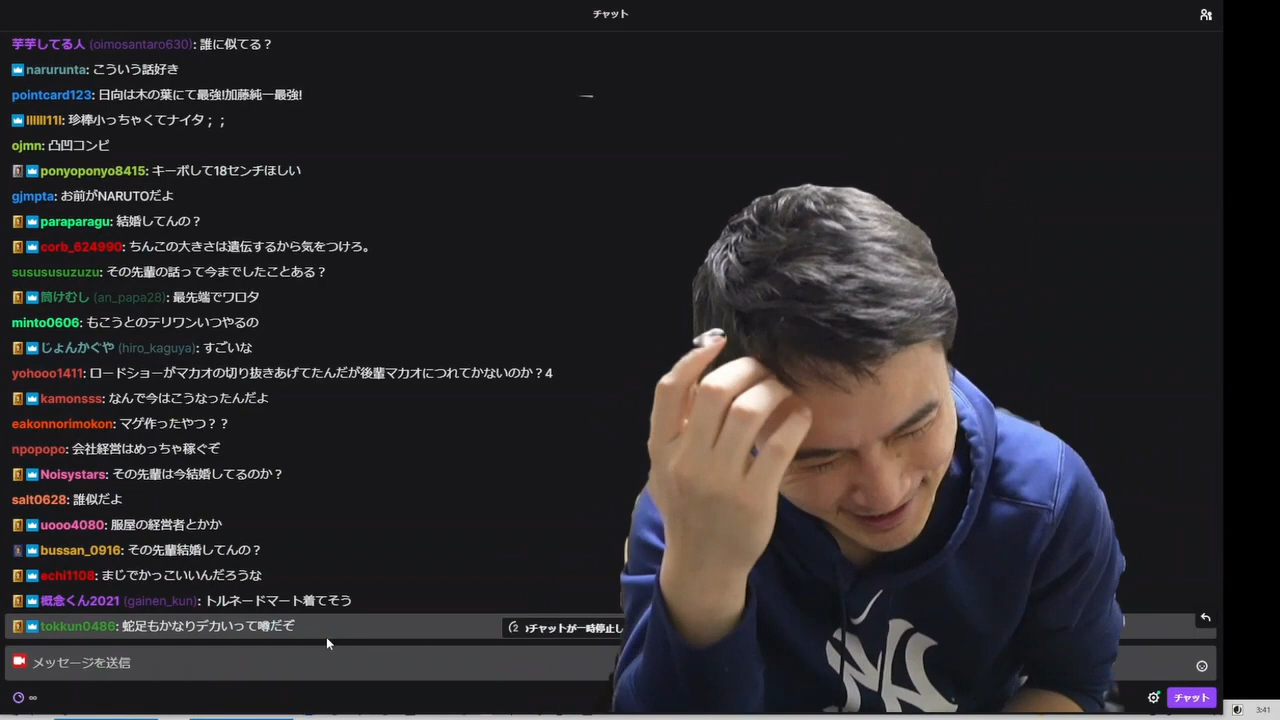 チャット
芋芋してる人 (oimosantaro630): 誰に似てる？
narurunta: こういう話好き
pointcard123: 日向は木の葉にて最強!加藤純一最強!
llllll11l: 珍棒小っちゃくてナイタ；；
ojmn: 凸凹コンビ
ponyoponyo8415: キーボして18センチほしい
gjmpta: お前がNARUTOだよ
paraparagu: 結婚してんの？
corb_624990: ちんこの大きさは遺伝するから気をつけろ。
susususuzuzu: その先輩の話って今までしたことある？
筒けむし (an_papa28): 最先端でワロタ
minto0606: もこうとのテリワンいつやるの
じょんかぐや (hiro_kaguya): すごいな
yohooo1411: ロードショーがマカオの切り抜きあげてたんだが後輩マカオにつれてかないのか？4
kamonsss: なんで今はこうなったんだよ
eakonnorimokon: マゲ作ったやつ？？
npopopo: 会社経営はめっちゃ稼ぐぞ
Noisystars: その先輩は今結婚してるのか？
salt0628: 誰似だよ
uooo4080: 服屋の経営者とかか
bussan_0916: その先輩結婚してんの？
echi1108: まじでかっこいいんだろうな
概念くん2021 (gainen_kun): トルネードマート着てそう
tokkun0486: 蛇足もかなりデカいって噂だぞ
チャットが一時停止し
メッセージを送信
∞
チャット
3:41
NY